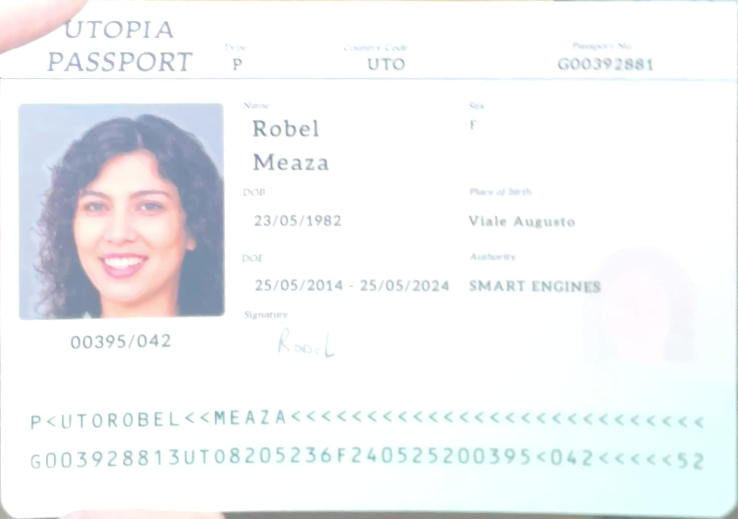 UTOPIA
PASSPORT
Type
P
Country Code
UTO
Passport No.
G00392881
Name
Robel
Meaza
Sex
F
DOB
23/05/1982
Place of birth
Viale Augusto
DOE
25/05/2014 - 25/05/2024
Authority
SMART ENGINES
Signature
Robel
00395/042
P<UTOROBEL<<MEAZA<<<<<<<<<<<<<<<<<<<<<<<<<<<
G003928813UTO8205236F240525200395<042<<<<<52